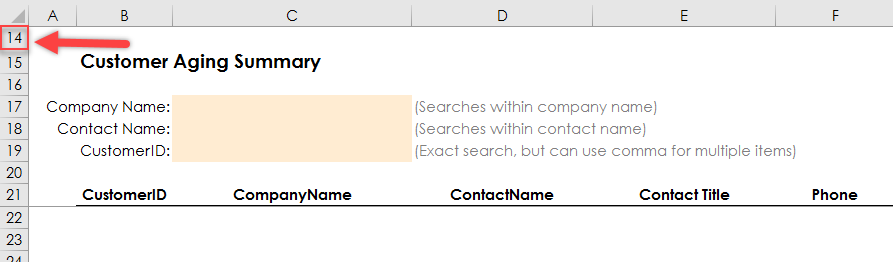 A B C D E F
14
15 Customer Aging Summary
16
17 Company Name: (Searches within company name)
18 Contact Name: (Searches within contact name)
19 CustomerID: (Exact search, but can use comma for multiple items)
20
21 CustomerID CompanyName ContactName Contact Title Phone
22
23
24